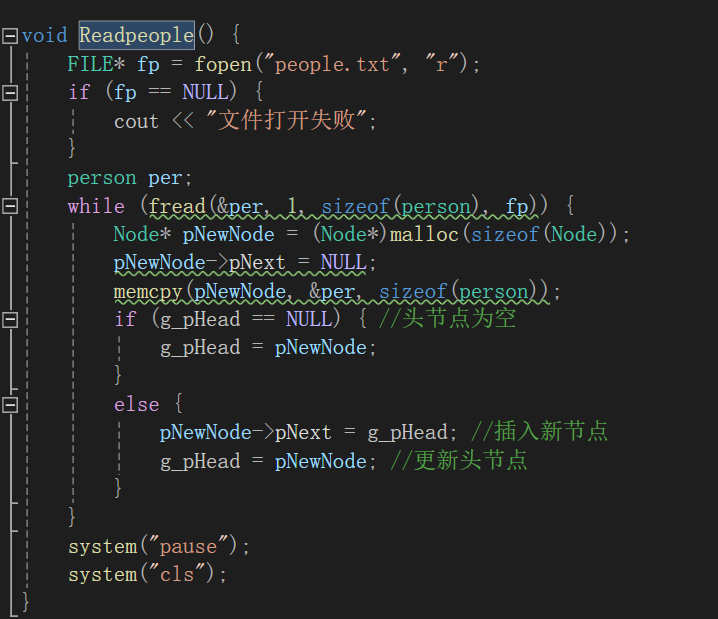 void Readpeople() {
FILE* fp = fopen("people.txt", "r");
if (fp == NULL) {
cout << "文件打开失败";
}
person per;
while (fread(&per, 1, sizeof(person), fp)) {
Node* pNewNode = (Node*)malloc(sizeof(Node));
pNewNode->pNext = NULL;
memcpy(pNewNode, &per, sizeof(person));
if (g_pHead == NULL) { //头节点为空
g_pHead = pNewNode;
}
else {
pNewNode->pNext = g_pHead; //插入新节点
g_pHead = pNewNode; //更新头节点
}
}
system("pause");
system("cls");
}